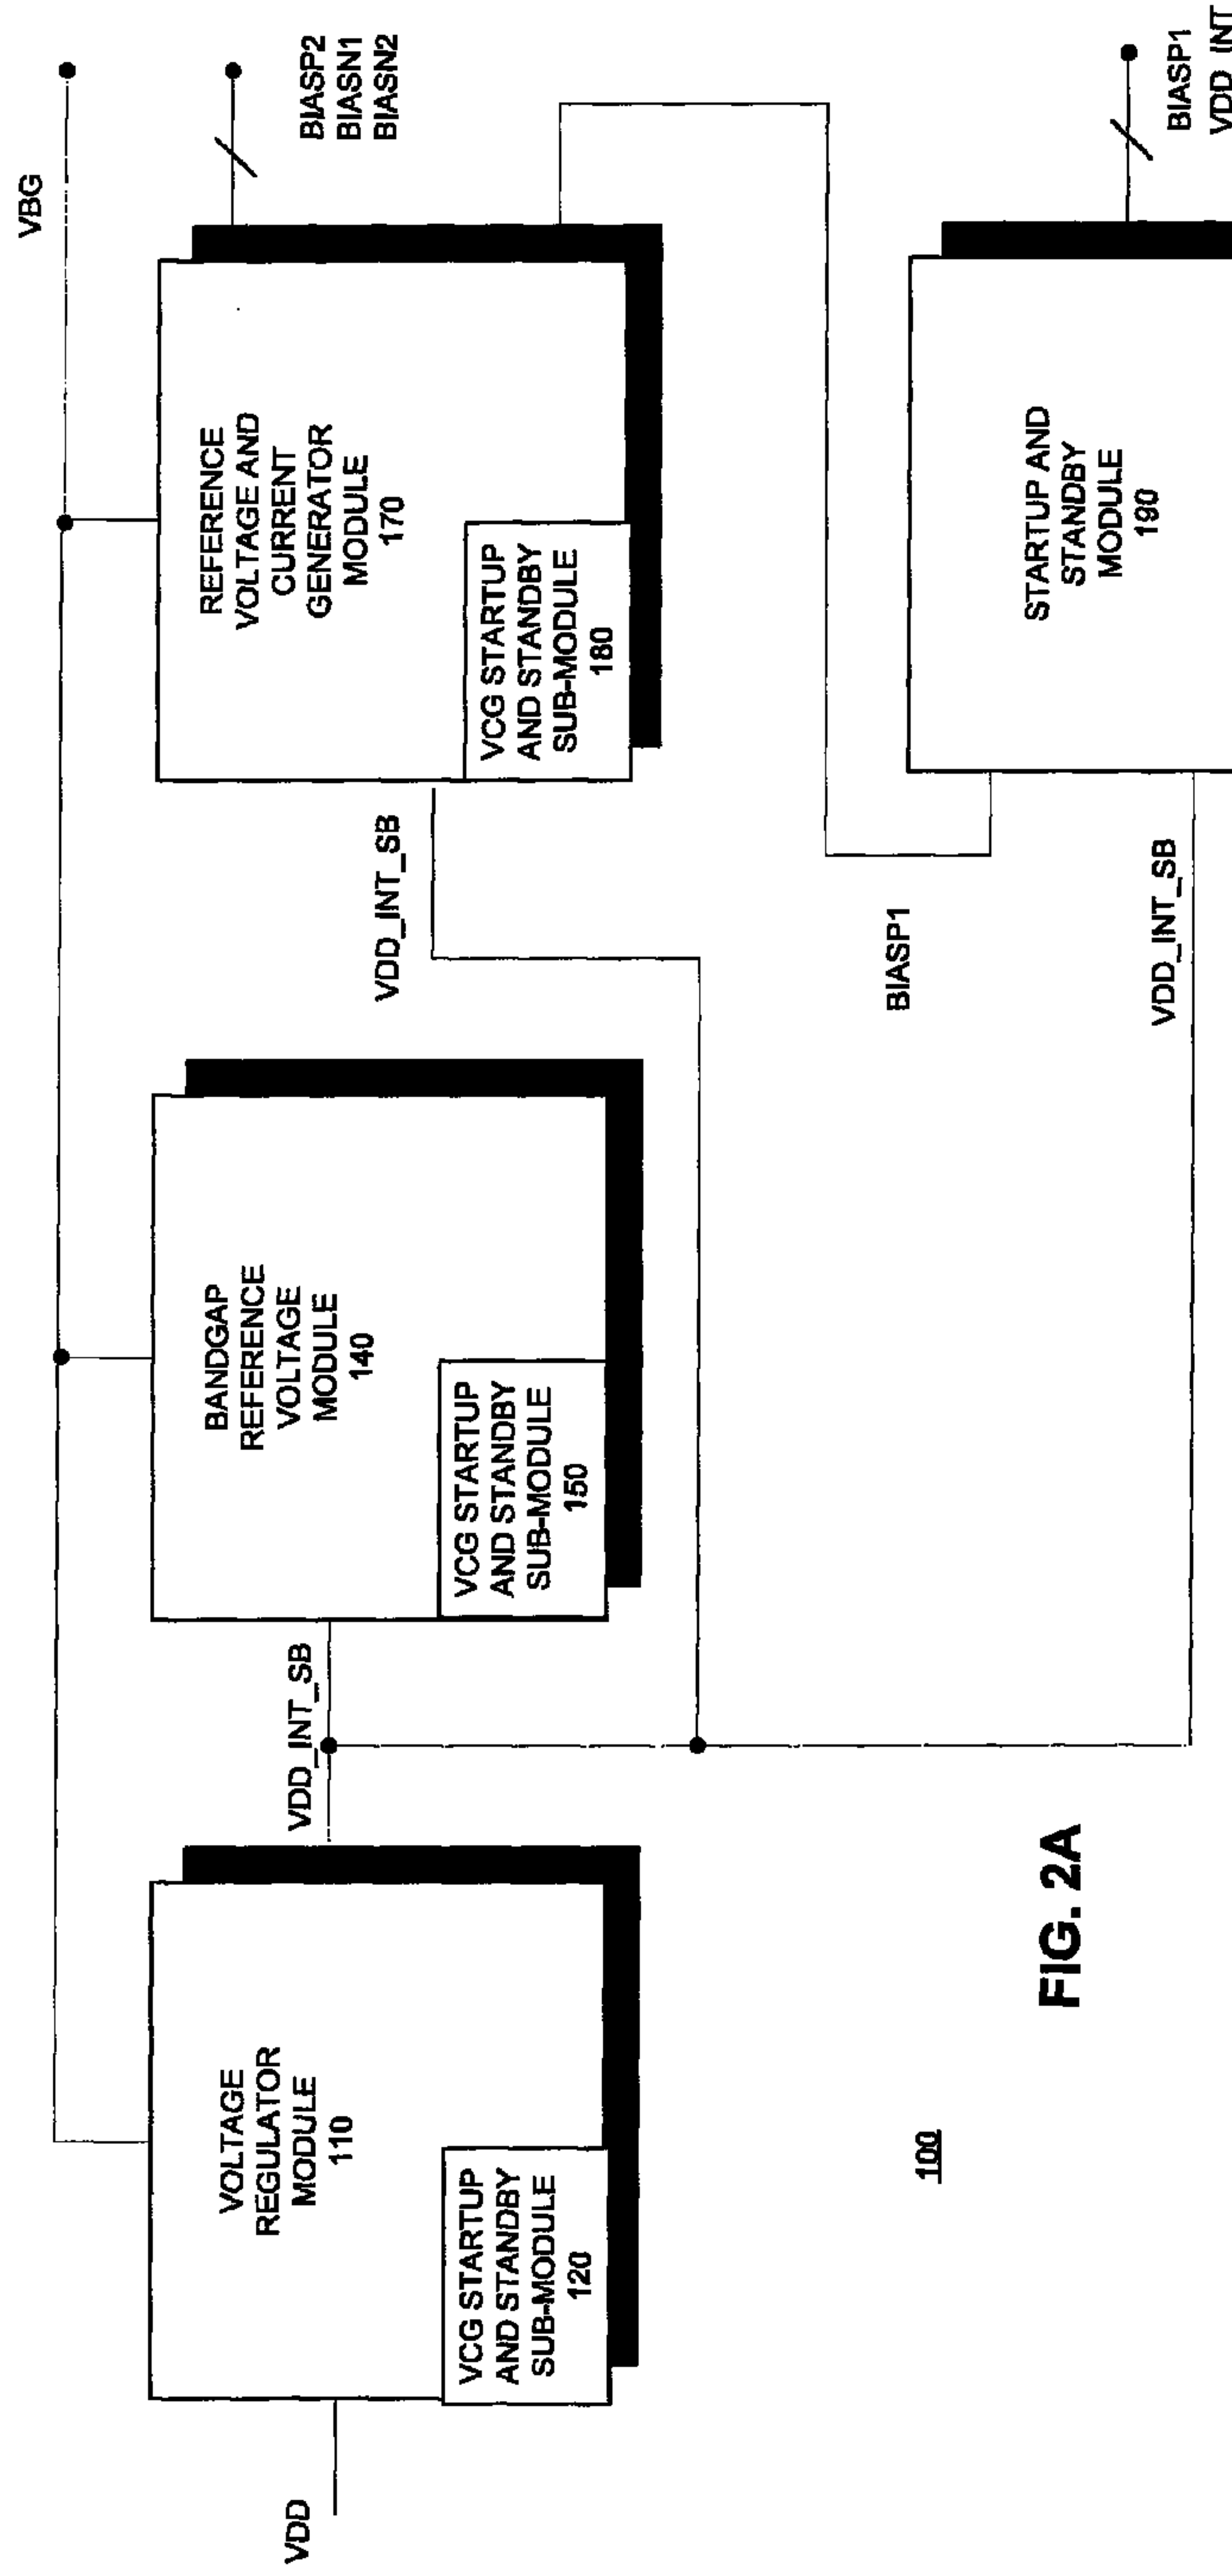 VBG
VOLTAGE
REGULATOR
MODULE
110
VCG STARTUP
AND STANDBY
SUB-MODULE
120
VDD
VDD_INT_SB
BANDGAP
REFERENCE
VOLTAGE
MODULE
140
VCG STARTUP
AND STANDBY
SUB-MODULE
150
VDD_INT_SB
REFERENCE
VOLTAGE AND
CURRENT
GENERATOR
MODULE
170
VCG STARTUP
AND STANDBY
SUB-MODULE
180
BIASP2
BIASN1
BIASN2
BIASP1
VDD_INT_SB
STARTUP AND
STANDBY
MODULE
190
BIASP1
VDD_INT
100
FIG. 2A